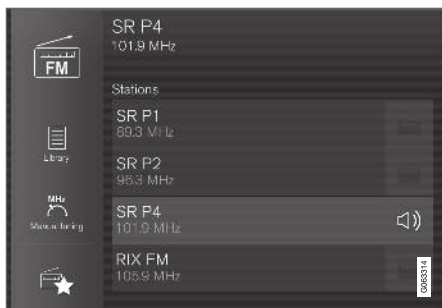 FM
Library
MHz
Manual tuning
SR P4
101.9 MHz
Stations
SR P1
89.3 MHz
SR P2
96.3 MHz
SR P4
101.9 MHz
RIX FM
105.9 MHz
G063314